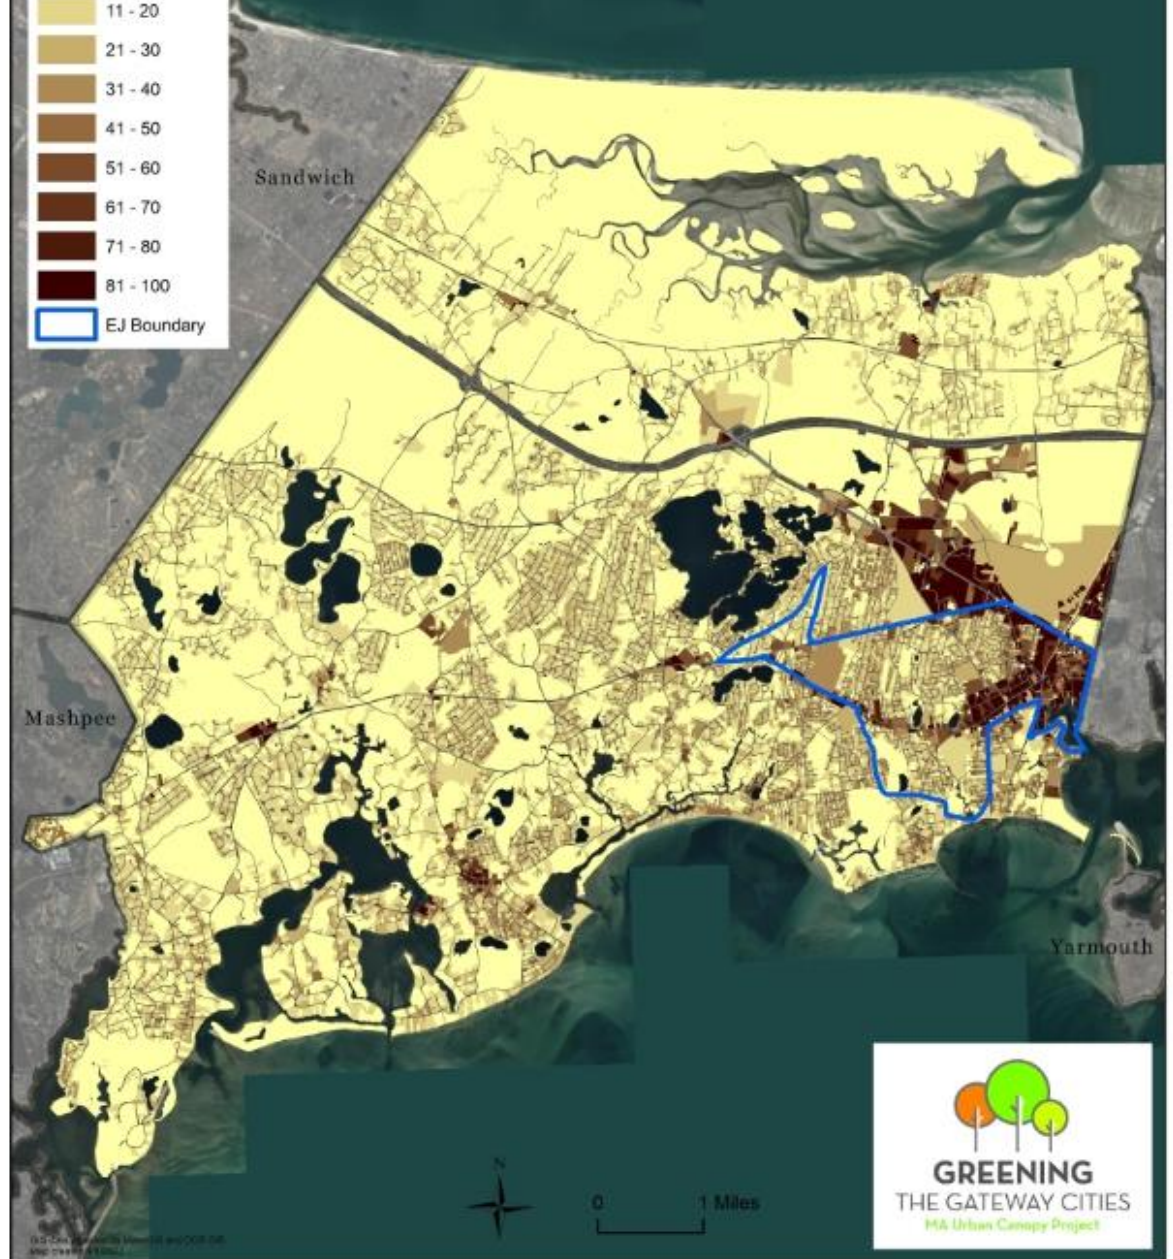 11 - 20
21 - 30
31 - 40
41 - 50
51 - 60
61 - 70
71 - 80
81 - 100
EJ Boundary
Sandwich
Mashpee
Yarmouth
N
0 1 Miles
GREENING
THE GATEWAY CITIES
MA Urban Canopy Project